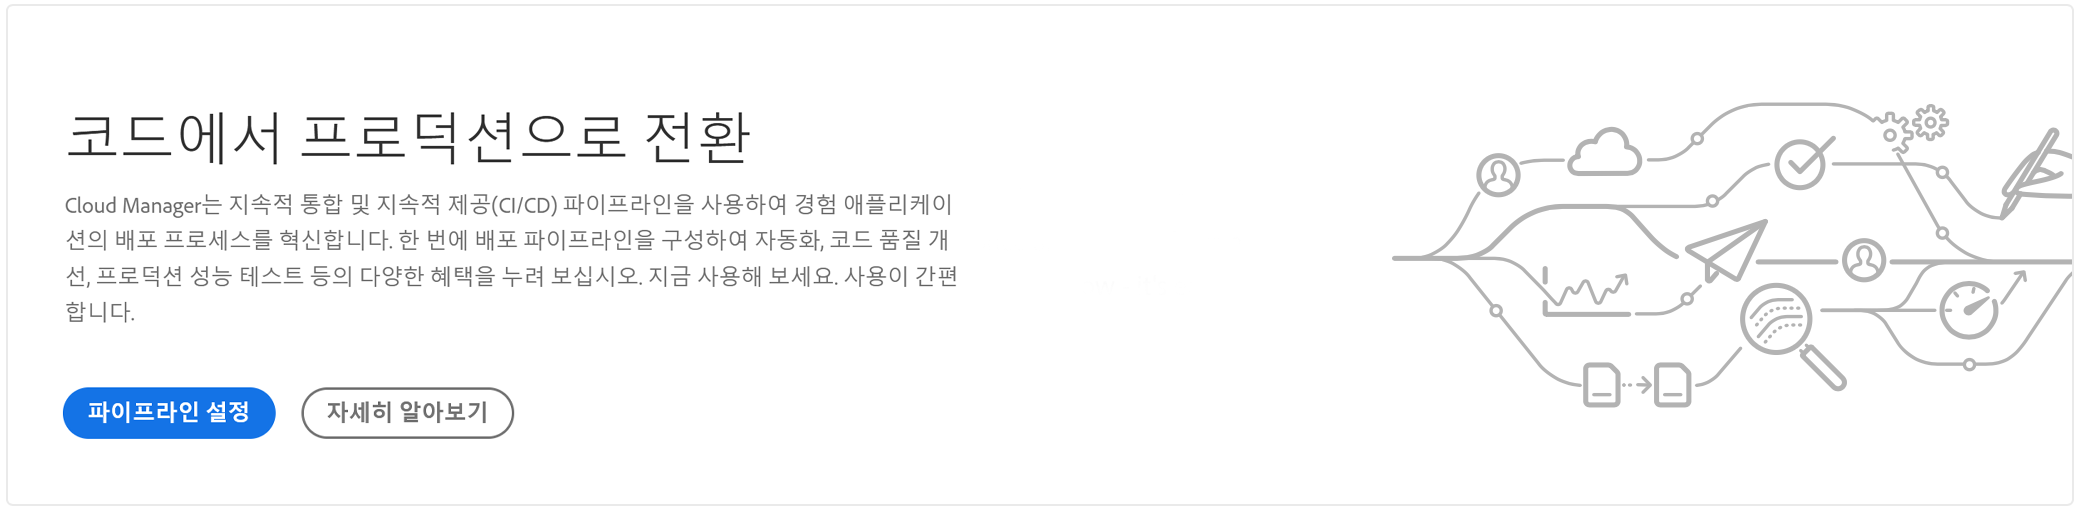 코드에서 프로덕션으로 전환
Cloud Manager는 지속적 통합 및 지속적 제공(CI/CD) 파이프라인을 사용하여 경험 애플리케이
션의 배포 프로세스를 혁신합니다. 한 번에 배포 파이프라인을 구성하여 자동화, 코드 품질 개
선, 프로덕션 성능 테스트 등의 다양한 혜택을 누려 보십시오. 지금 사용해 보세요. 사용이 간편
합니다.
파이프라인 설정
자세히 알아보기